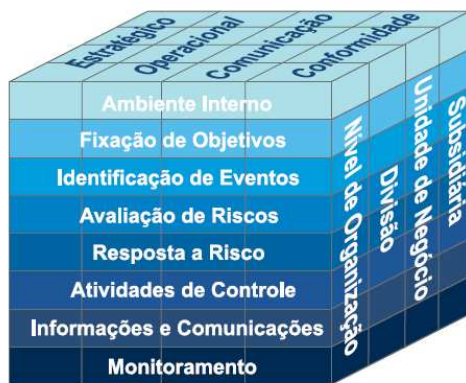 Estratégico
Operacional
Comunicação
Conformidade
Ambiente Interno
Fixação de Objetivos
Identificação de Eventos
Avaliação de Riscos
Resposta a Risco
Atividades de Controle
Informações e Comunicações
Monitoramento
Nível de Organização
Divisão
Unidade de Negócio
Subsidiaria